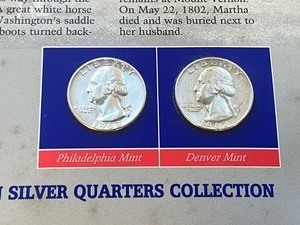 way through the
A great white horse
Washington's saddle
boots turned back-
remains at Mount Vernon.
On May 22, 1802, Martha
died and was buried next to
her husband.
LIBERTY
LIBERTY
Philadelphia Mint
Denver Mint
SILVER QUARTERS COLLECTION